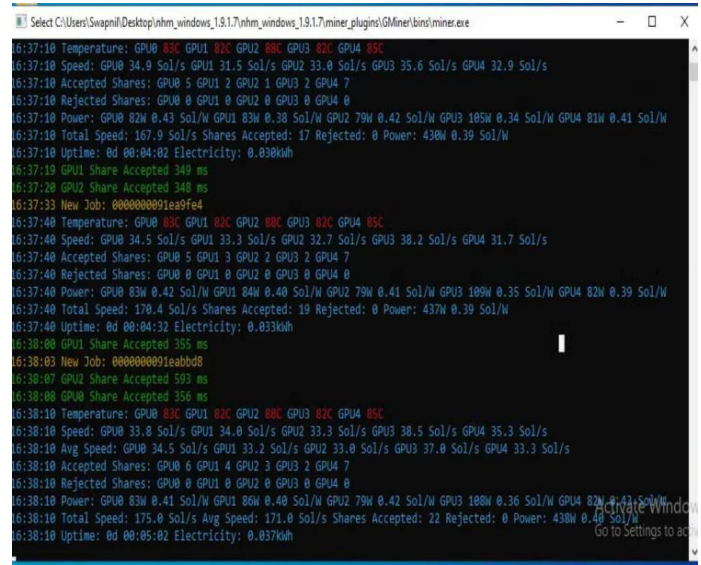 Select C:\Users\Swapnil\Desktop\nhm_windows_1.9.1.7\nhm_windows_1.9.1.7\miner_plugins\GMiner\bins\miner.exe
16:37:10 Temperature: GPU0 83C GPU1 82C GPU2 88C GPU3 82C GPU4 85C
16:37:10 Speed: GPU0 34.9 Sol/s GPU1 31.5 Sol/s GPU2 33.0 Sol/s GPU3 35.6 Sol/s GPU4 32.9 Sol/s
16:37:10 Accepted Shares: GPU0 5 GPU1 2 GPU2 1 GPU3 2 GPU4 7
16:37:10 Rejected Shares: GPU0 0 GPU1 0 GPU2 0 GPU3 0 GPU4 0
16:37:10 Power: GPU0 82W 0.43 Sol/W GPU1 83W 0.38 Sol/W GPU2 79W 0.42 Sol/W GPU3 105W 0.34 Sol/W GPU4 81W 0.41 Sol/W
16:37:10 Total Speed: 167.9 Sol/s Shares Accepted: 17 Rejected: 0 Power: 430W 0.39 Sol/W
16:37:10 Uptime: 0d 00:04:02 Electricity: 0.030kWh
16:37:19 GPU1 Share Accepted 349 ms
16:37:20 GPU2 Share Accepted 348 ms
16:37:33 New Job: 0000000091ea9fe4
16:37:40 Temperature: GPU0 83C GPU1 82C GPU2 88C GPU3 82C GPU4 85C
16:37:40 Speed: GPU0 34.5 Sol/s GPU1 33.3 Sol/s GPU2 32.7 Sol/s GPU3 38.2 Sol/s GPU4 31.7 Sol/s
16:37:40 Accepted Shares: GPU0 5 GPU1 3 GPU2 2 GPU3 2 GPU4 7
16:37:40 Rejected Shares: GPU0 0 GPU1 0 GPU2 0 GPU3 0 GPU4 0
16:37:40 Power: GPU0 83W 0.42 Sol/W GPU1 84W 0.40 Sol/W GPU2 79W 0.41 Sol/W GPU3 109W 0.35 Sol/W GPU4 82W 0.39 Sol/W
16:37:40 Total Speed: 170.4 Sol/s Shares Accepted: 19 Rejected: 0 Power: 437W 0.39 Sol/W
16:37:40 Uptime: 0d 00:04:32 Electricity: 0.033kWh
16:38:00 GPU1 Share Accepted 355 ms
16:38:03 New Job: 0000000091eabbd8
16:38:07 GPU2 Share Accepted 593 ms
16:38:08 GPU0 Share Accepted 356 ms
16:38:10 Temperature: GPU0 83C GPU1 82C GPU2 88C GPU3 82C GPU4 85C
16:38:10 Speed: GPU0 33.8 Sol/s GPU1 34.0 Sol/s GPU2 33.3 Sol/s GPU3 38.5 Sol/s GPU4 35.3 Sol/s
16:38:10 Avg Speed: GPU0 34.5 Sol/s GPU1 33.2 Sol/s GPU2 33.0 Sol/s GPU3 37.0 Sol/s GPU4 33.3 Sol/s
16:38:10 Accepted Shares: GPU0 6 GPU1 4 GPU2 3 GPU3 2 GPU4 7
16:38:10 Rejected Shares: GPU0 0 GPU1 0 GPU2 0 GPU3 0 GPU4 0
16:38:10 Power: GPU0 83W 0.41 Sol/W GPU1 86W 0.40 Sol/W GPU2 79W 0.42 Sol/W GPU3 108W 0.36 Sol/W GPU4 82W 0.43 Sol/W
16:38:10 Total Speed: 175.0 Sol/s Avg Speed: 171.0 Sol/s Shares Accepted: 22 Rejected: 0 Power: 438W 0.40 Sol/W
16:38:10 Uptime: 0d 00:05:02 Electricity: 0.037kWh
Activate Window
Go to Settings to